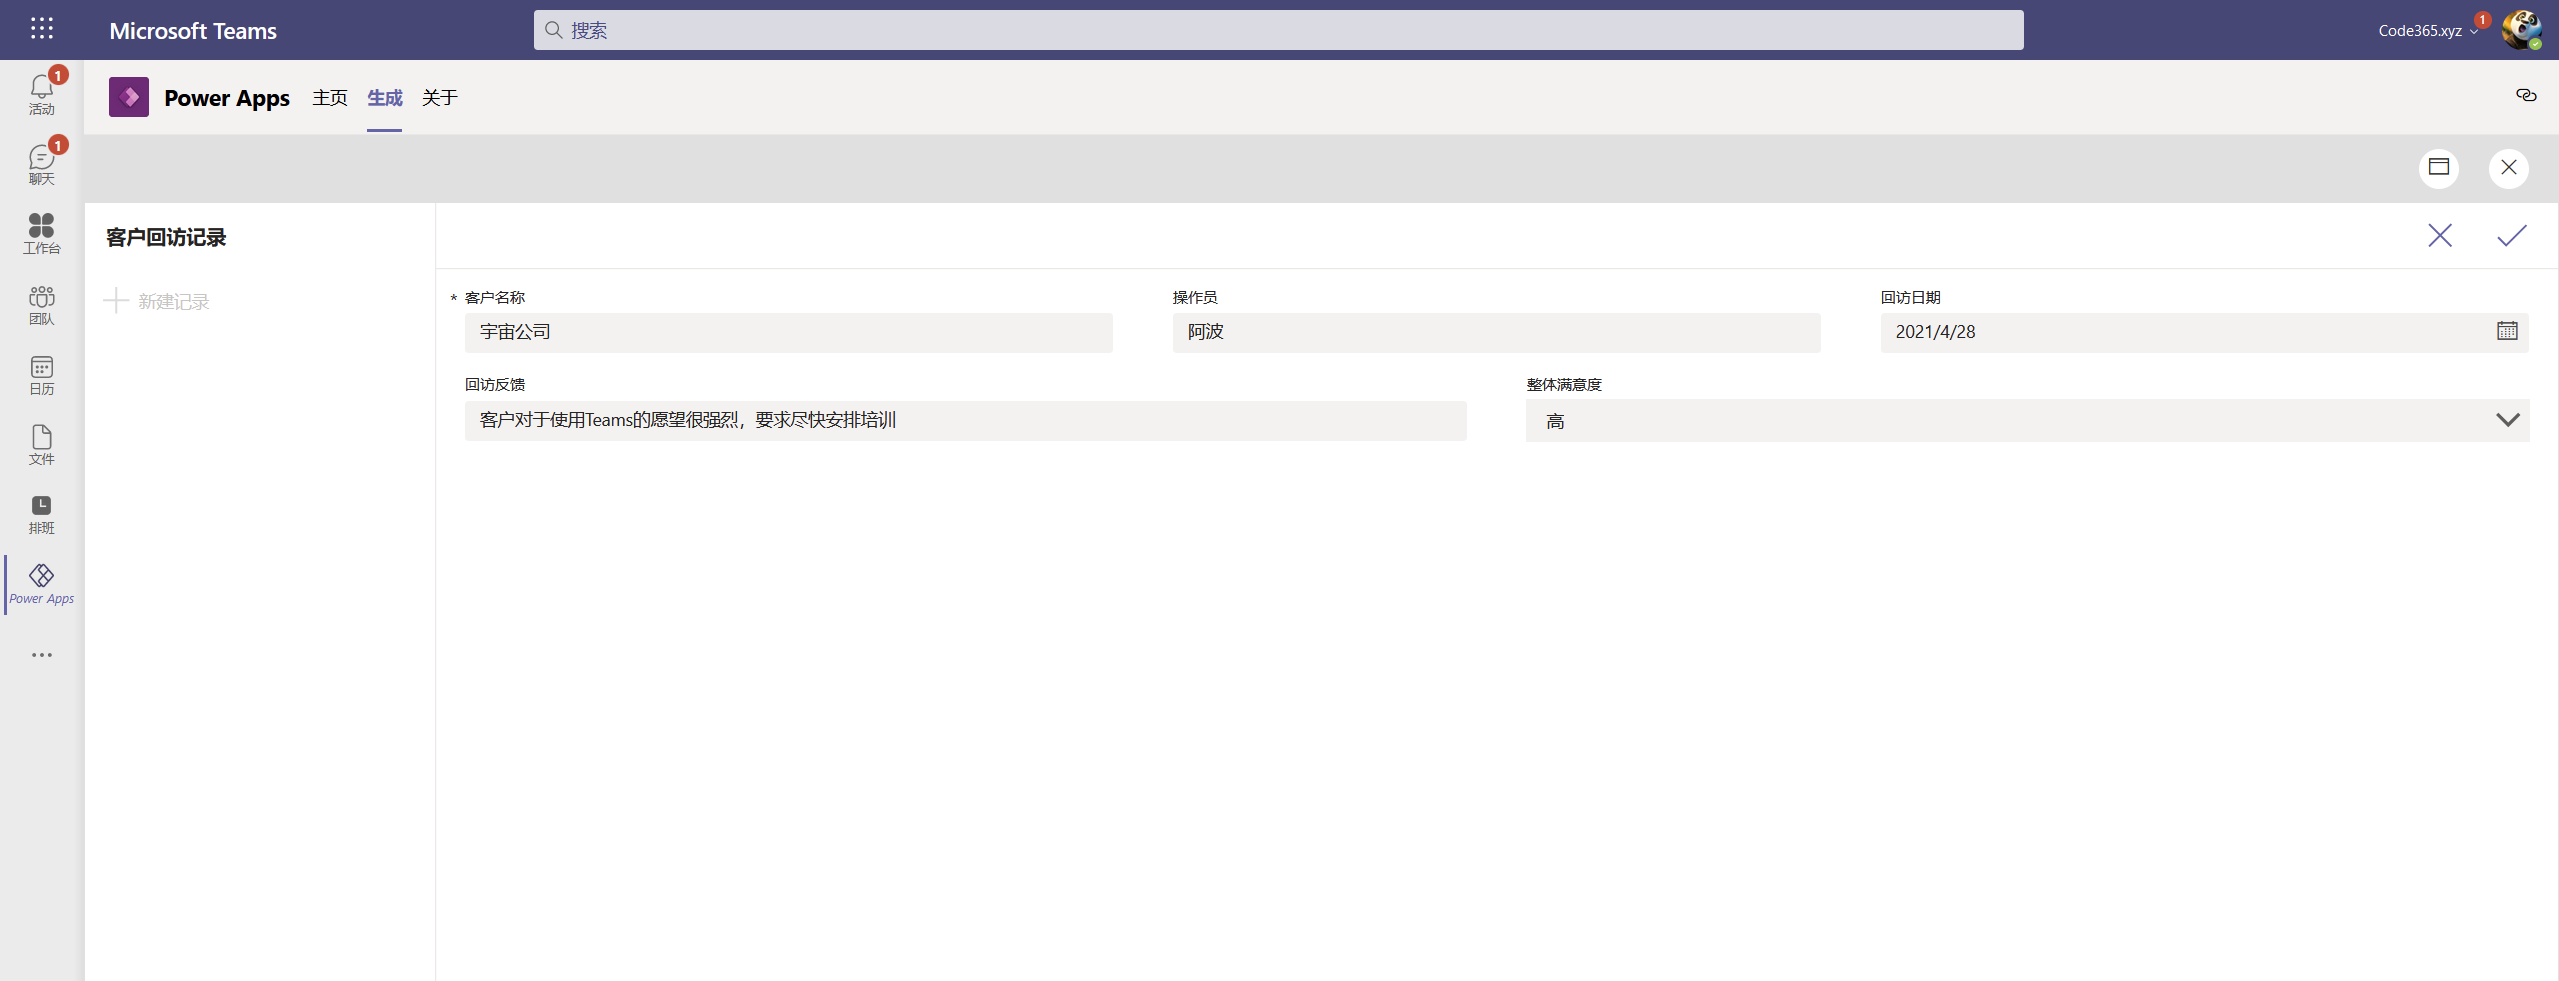 Microsoft Teams
搜索
Code365.xyz
1
1
活动
Power Apps 主页 生成 关于
1
聊天
工作台
团队
日历
文件
排班
Power Apps
客户回访记录
新建记录
* 客户名称
操作员
回访日期
宇宙公司
阿波
2021/4/28
回访反馈
整体满意度
客户对于使用Teams的愿望很强烈，要求尽快安排培训
高